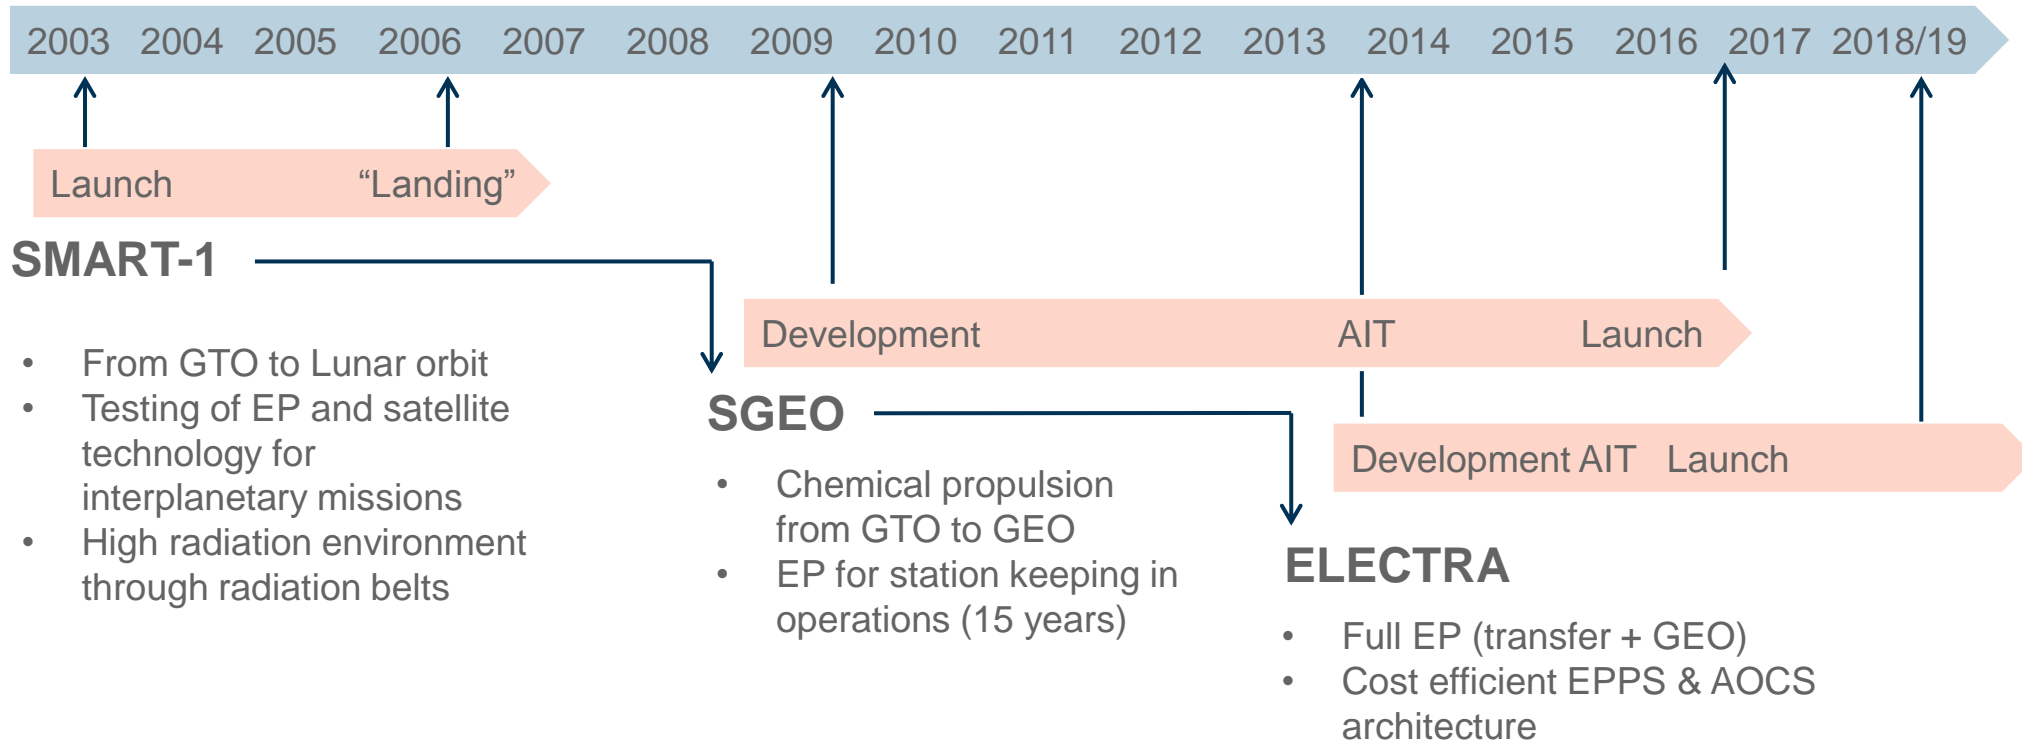 2003 2004 2005 2006 2007 2008 2009 2010 2011 2012 2013 2014 2015 2016 2017 2018/19
Launch “Landing”
SMART-1
• From GTO to Lunar orbit
• Testing of EP and satellite
technology for
interplanetary missions
• High radiation environment
through radiation belts
Development AIT Launch
SGEO
• Chemical propulsion
from GTO to GEO
• EP for station keeping in
operations (15 years)
Development AIT Launch
ELECTRA
• Full EP (transfer + GEO)
• Cost efficient EPPS & AOCS
architecture